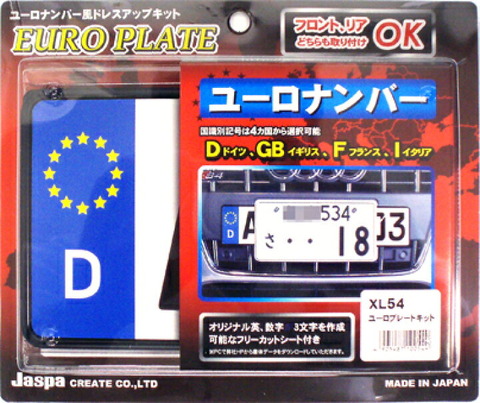 ユーロナンバー風ドレスアップキット
EURO PLATE
フロント、リア
どちらも取り付け
OK
ユーロナンバー
国識別記号は4カ国から選択可能
Dドイツ、GBイギリス、Fフランス、Iイタリア
534
D
A
さ・・18
03
D
XL54
ユーロプレートキット
オリジナル英、数字 3文字を作成
可能なフリーカットシート付き
Jaspa CREATE CO.,LTD
MADE IN JAPAN